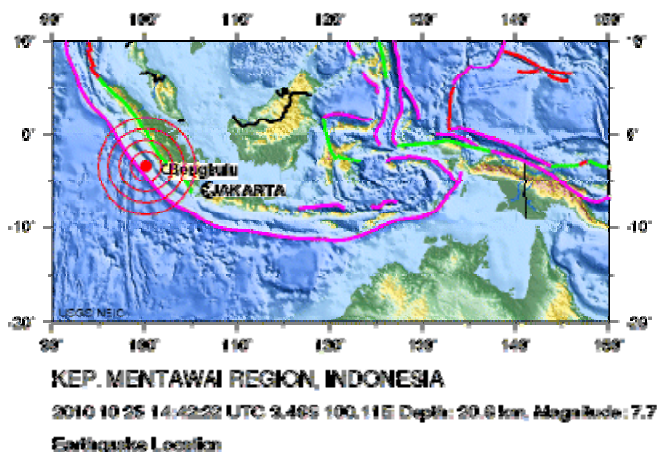 90° 100° 110° 120° 130° 140° 150°
10° 10°
0° 0°
Bengkulu
JAKARTA
-10° -10°
-20° -20°
USGS NEIC
90° 100° 110° 120° 130° 140° 150°
KEP. MENTAWAI REGION, INDONESIA
2010 10 25 14:42:22 UTC 3.48S 100.11E Depth: 20.6 km, Magnitude: 7.7
Earthquake Location